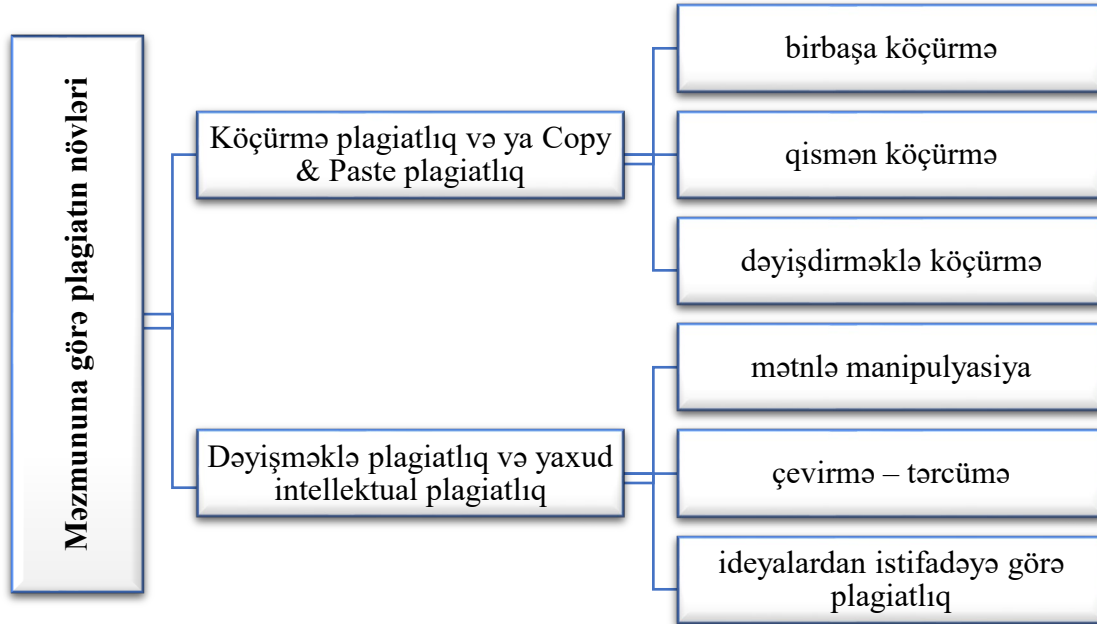 Məzmununa görə plagiatın növləri
Köçürmə plagiatlıq və ya Copy
& Paste plagiatlıq
birbaşa köçürmə
qismən köçürmə
dəyişdirməklə köçürmə
Dəyişməklə plagiatlıq və yaxud
intellektual plagiatlıq
mətnlə manipulyasiya
çevirmə – tərcümə
ideyalardan istifadəyə görə
plagiatlıq